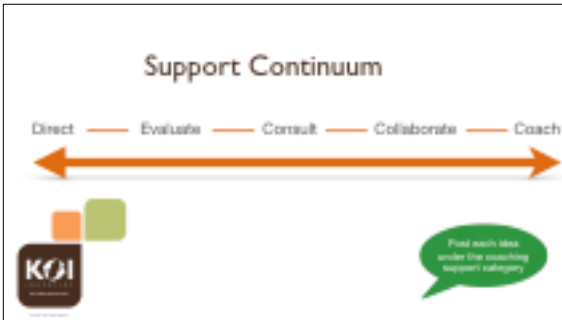 Support Continuum
Direct — Evaluate — Consult — Collaborate — Coach
KOI
Post each idea
under the coaching
support category